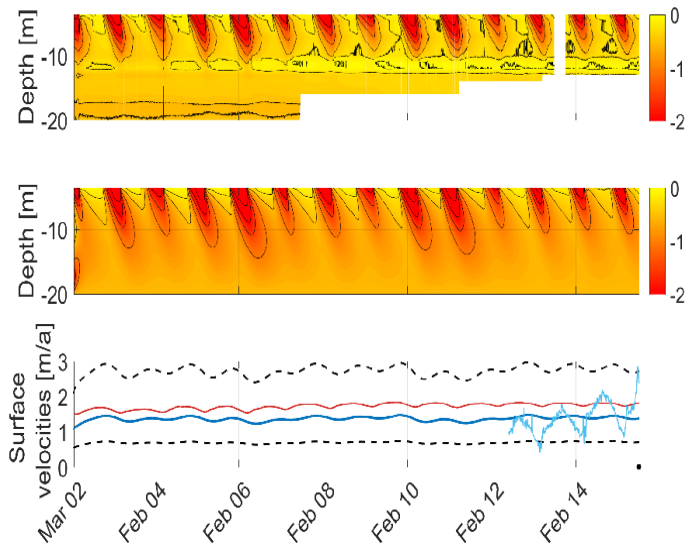 0
-10
-20
Depth [m]
0
-1
-2
-10
-20
Depth [m]
0
-1
-2
3
2
1
0
Surface
velocities [m/a]
Mar 02
Feb 04
Feb 06
Feb 08
Feb 10
Feb 12
Feb 14